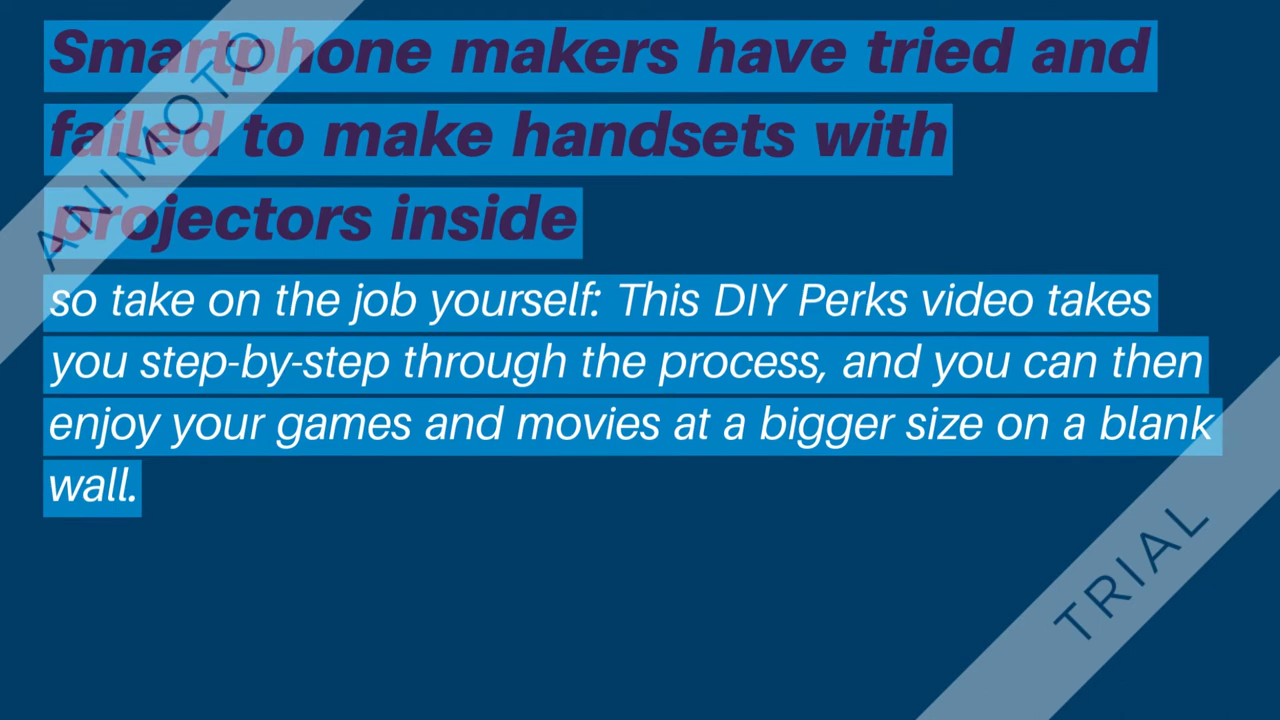 Smartphone makers have tried and
failed to make handsets with
projectors inside
so take on the job yourself: This DIY Perks video takes
you step-by-step through the process, and you can then
enjoy your games and movies at a bigger size on a blank
wall.
ANIMOTO
TRIAL